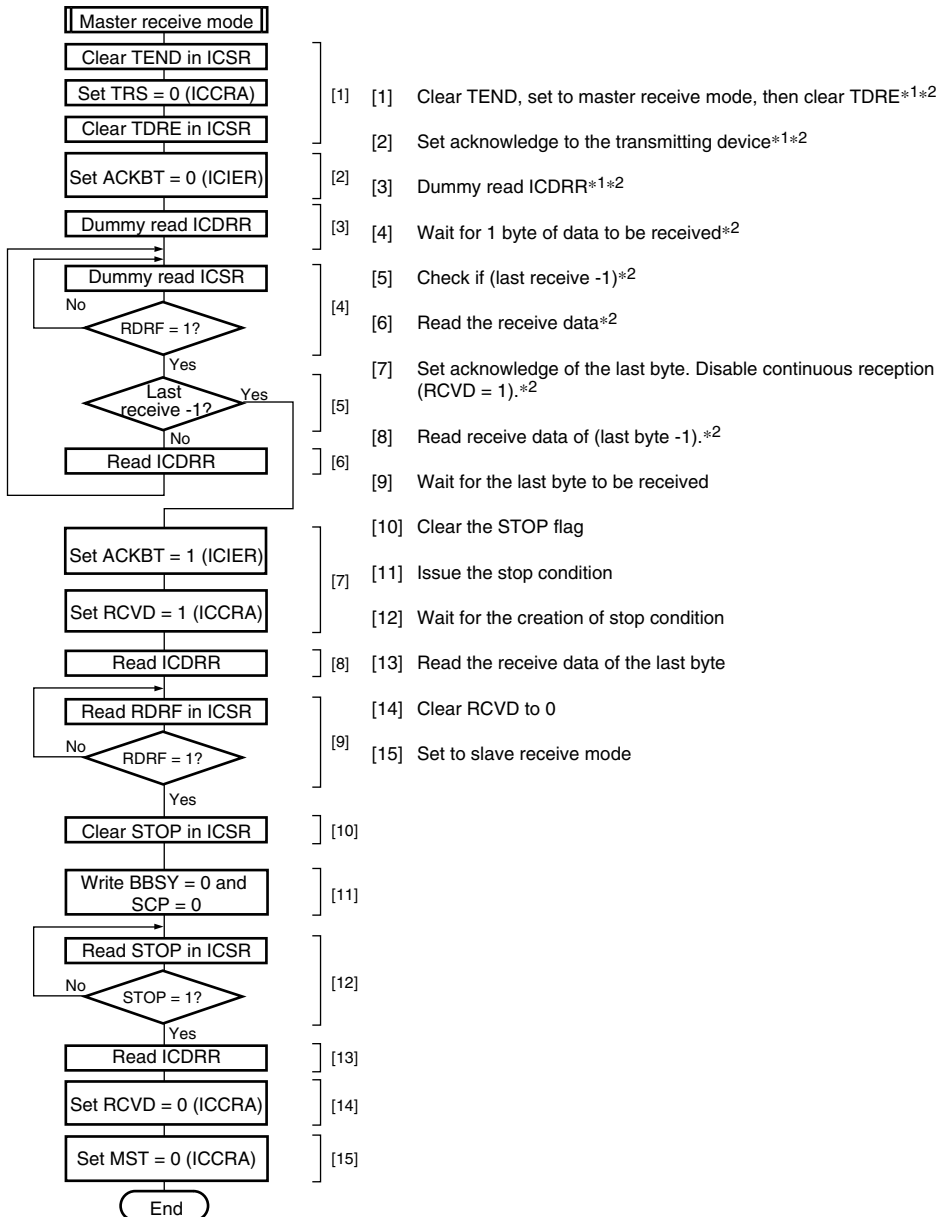 Master receive mode
Clear TEND in ICSR
Set TRS = 0 (ICCRA)
Clear TDRE in ICSR
[1]
Set ACKBT = 0 (ICIER)
[2]
Dummy read ICDRR
[3]
Dummy read ICSR
No
RDRF = 1?
[4]
Yes
Last
receive -1?
Yes
[5]
No
Read ICDRR
[6]
Set ACKBT = 1 (ICIER)
Set RCVD = 1 (ICCRA)
[7]
Read ICDRR
[8]
Read RDRF in ICSR
No
RDRF = 1?
[9]
Yes
Clear STOP in ICSR
[10]
Write BBSY = 0 and
SCP = 0
[11]
Read STOP in ICSR
No
STOP = 1?
[12]
Yes
Read ICDRR
[13]
Set RCVD = 0 (ICCRA)
[14]
Set MST = 0 (ICCRA)
[15]
End
[1] Clear TEND, set to master receive mode, then clear TDRE*1*2
[2] Set acknowledge to the transmitting device*1*2
[3] Dummy read ICDRR*1*2
[4] Wait for 1 byte of data to be received*2
[5] Check if (last receive -1)*2
[6] Read the receive data*2
[7] Set acknowledge of the last byte. Disable continuous reception
(RCVD = 1).*2
[8] Read receive data of (last byte -1).*2
[9] Wait for the last byte to be received
[10] Clear the STOP flag
[11] Issue the stop condition
[12] Wait for the creation of stop condition
[13] Read the receive data of the last byte
[14] Clear RCVD to 0
[15] Set to slave receive mode